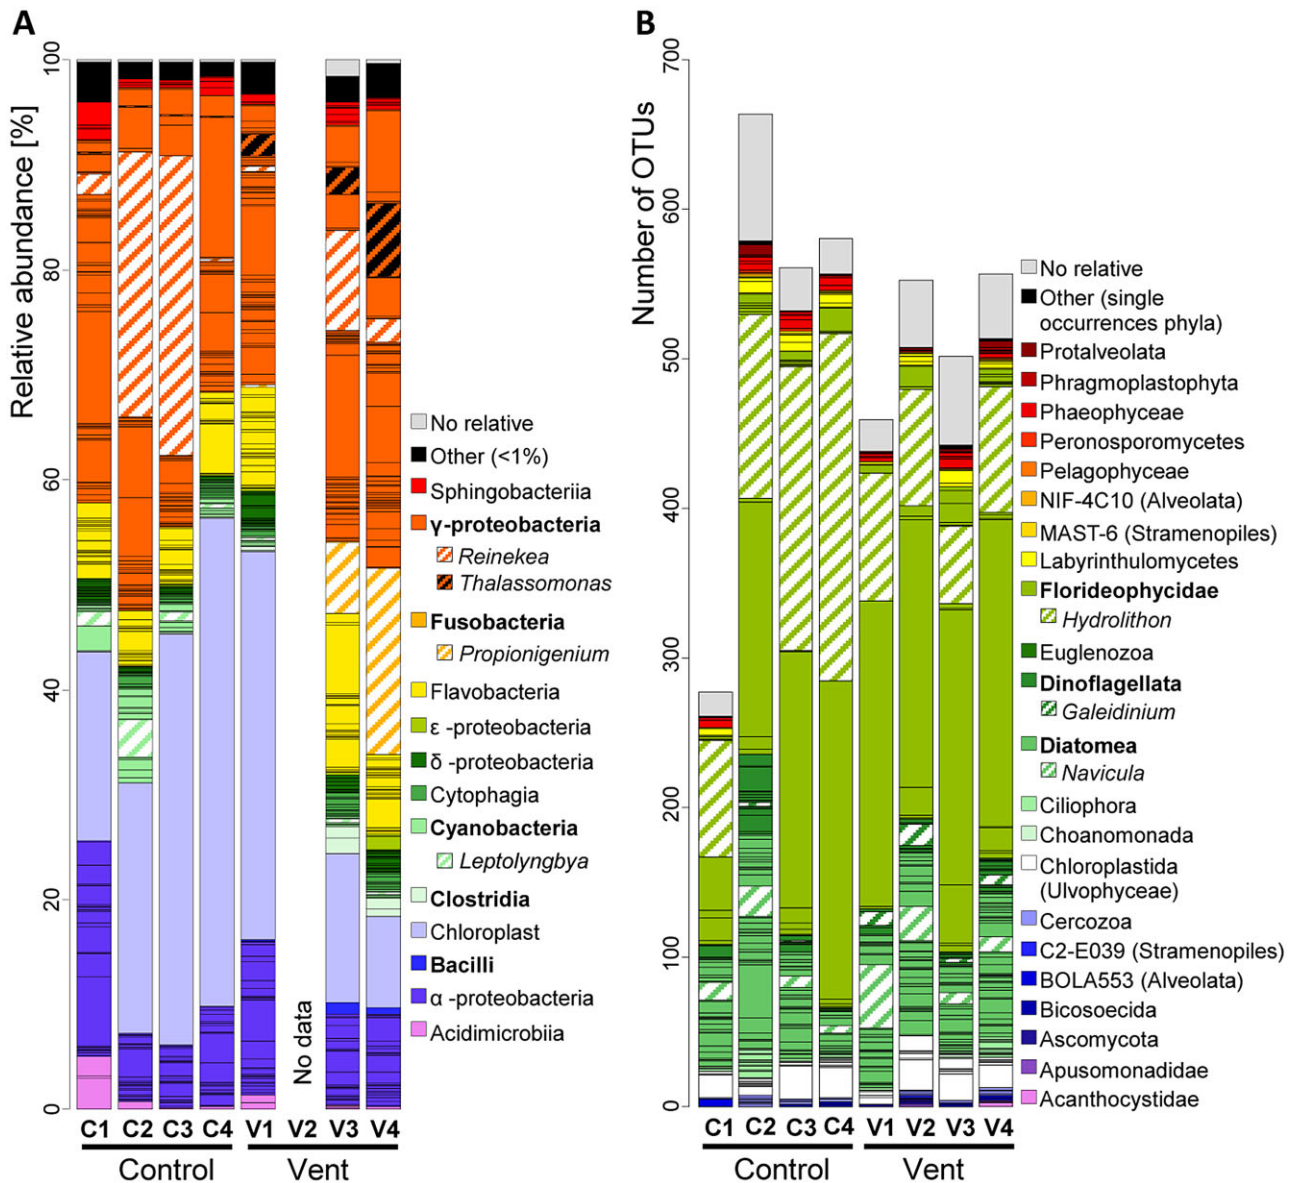 A
Relative abundance [%]
100
80
60
40
20
0
No data
C1 C2 C3 C4 V1 V2 V3 V4
Control Vent
No relative
Other (<1%)
Sphingobacteriia
γ-proteobacteria
Reinekea
Thalassomonas
Fusobacteria
Propionigenium
Flavobacteria
ε -proteobacteria
δ -proteobacteria
Cytophagia
Cyanobacteria
Leptolyngbya
Clostridia
Chloroplast
Bacilli
α -proteobacteria
Acidimicrobiia
B
Number of OTUs
700
600
500
400
300
200
100
0
C1 C2 C3 C4 V1 V2 V3 V4
Control Vent
No relative
Other (single
occurrences phyla)
Protalveolata
Phragmoplastophyta
Phaeophyceae
Peronosporomycetes
Pelagophyceae
NIF-4C10 (Alveolata)
MAST-6 (Stramenopiles)
Labyrinthulomycetes
Florideophycidae
Hydrolithon
Euglenozoa
Dinoflagellata
Galeidinium
Diatomea
Navicula
Ciliophora
Choanomonada
Chloroplastida
(Ulvophyceae)
Cercozoa
C2-E039 (Stramenopiles)
BOLA553 (Alveolata)
Bicosoecida
Ascomycota
Apusomonadidae
Acanthocystidae